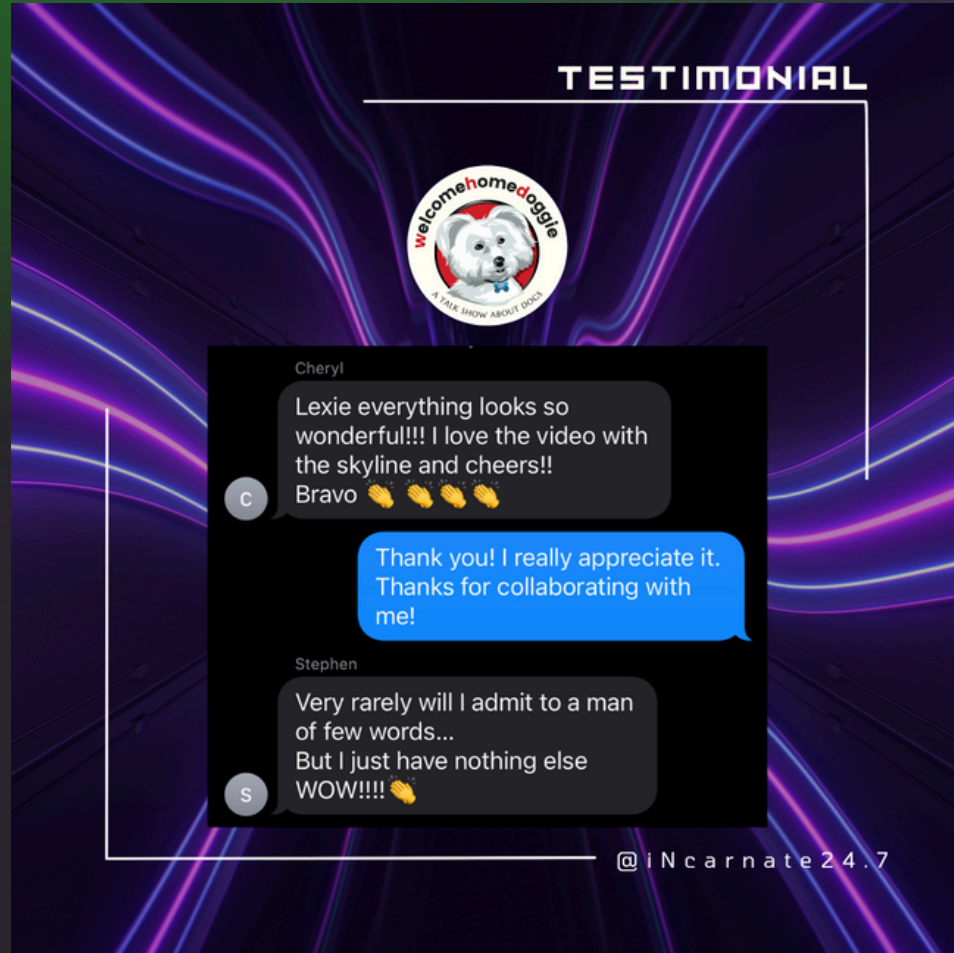 TESTIMONIAL
welcomehomedoggie
A TALK SHOW ABOUT DOGS
Cheryl
Lexie everything looks so
wonderful!!! I love the video with
the skyline and cheers!!
Bravo 👏 👏👏👏
C
Thank you! I really appreciate it.
Thanks for collaborating with
me!
Stephen
Very rarely will I admit to a man
of few words...
But I just have nothing else
WOW!!!!👏
S
@iNcarnate24.7